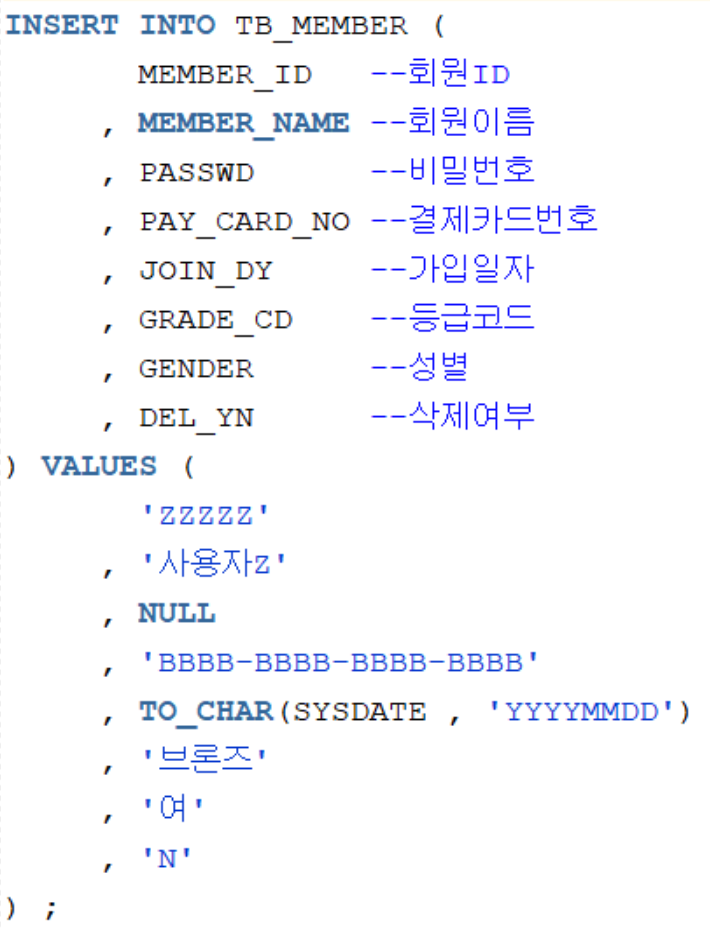 INSERT INTO TB_MEMBER (
MEMBER_ID --회원ID
, MEMBER_NAME --회원이름
, PASSWD --비밀번호
, PAY_CARD_NO --결제카드번호
, JOIN_DY --가입일자
, GRADE_CD --등급코드
, GENDER --성별
, DEL_YN --삭제여부
) VALUES (
'ZZZZZ'
, '사용자Z'
, NULL
, 'BBBB-BBBB-BBBB-BBBB'
, TO_CHAR(SYSDATE , 'YYYYMMDD')
, '브론즈'
, '여'
, 'N'
) ;